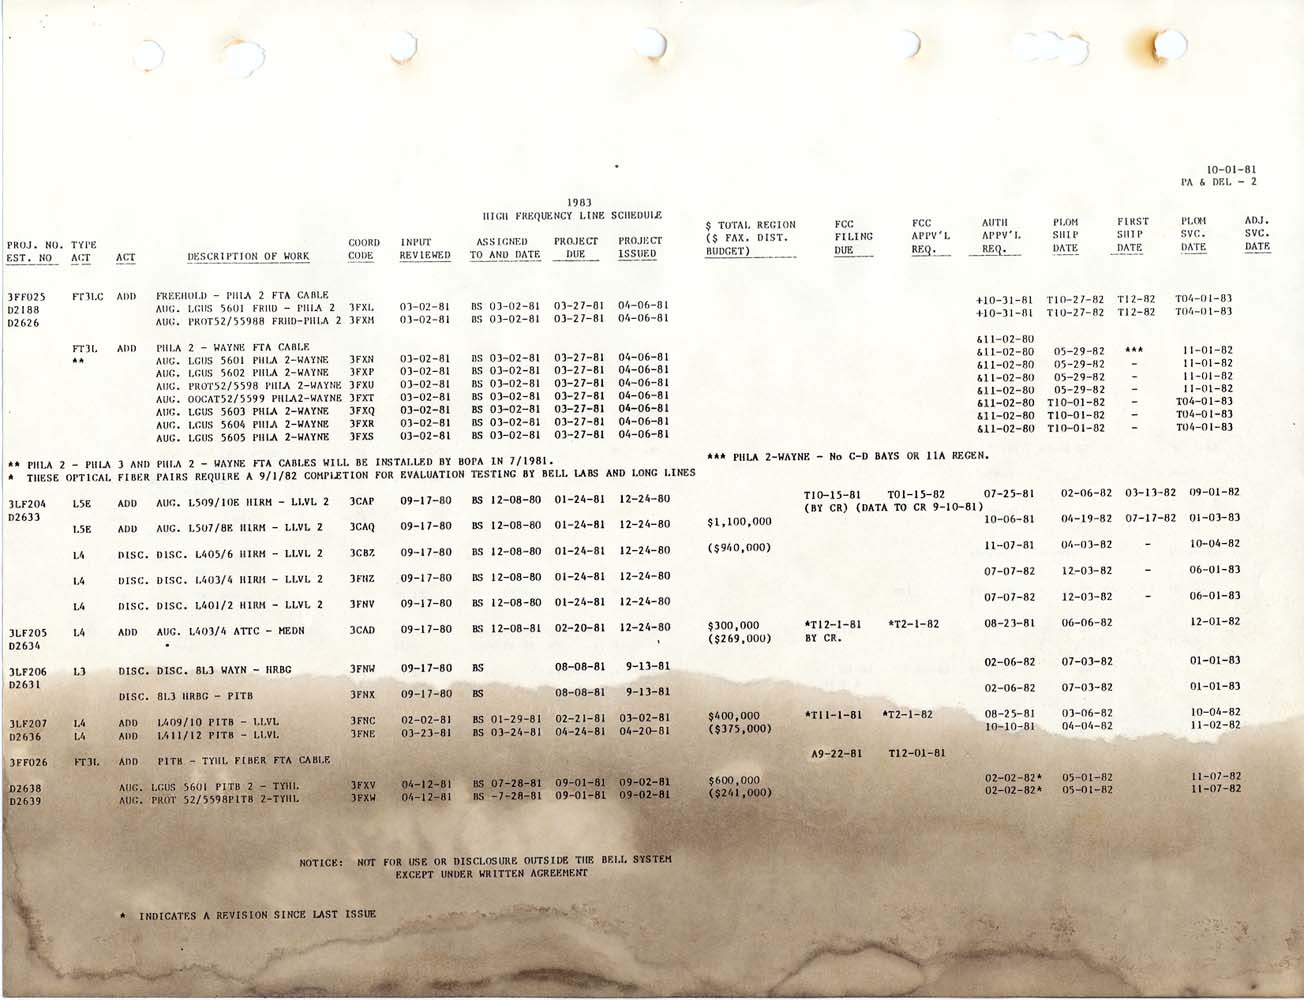 10-01-81
PA & DEL - 2
1983
HIGH FREQUENCY LINE SCHEDULE
$ TOTAL REGION FCC FCC AUTH PLOM FIRST PLOM ADJ.
COORD INPUT ASSIGNED PROJECT PROJECT ($ FAX. DIST. FILING APPV'L APPV'L SHIP SHIP SVC. SVC.
PROJ. NO. TYPE
EST. NO ACT ACT DESCRIPTION OF WORK CODE REVIEWED TO AND DATE DUE ISSUED BUDGET) DUE REQ. REQ. DATE DATE DATE DATE
3FF025 FT3LC ADD FREEHOLD - PHLA 2 FTA CABLE
D2188 AUG. LGUS 5601 FRHD - PHLA 2 3FXL 03-02-81 BS 03-02-81 03-27-81 04-06-81 +10-31-81 T10-27-82 T12-82 T04-01-83
D2626 AUG. PROT52/55988 FRHD-PHLA 2 3FXM 03-02-81 BS 03-02-81 03-27-81 04-06-81 +10-31-81 T10-27-82 T12-82 T04-01-83
FT3L ADD PHLA 2 - WAYNE FTA CABLE &11-02-80
** AUG. LGUS 5601 PHLA 2-WAYNE 3FXN 03-02-81 BS 03-02-81 03-27-81 04-06-81 &11-02-80 05-29-82 *** 11-01-82
AUG. LGUS 5602 PHLA 2-WAYNE 3FXP 03-02-81 BS 03-02-81 03-27-81 04-06-81 &11-02-80 05-29-82 - 11-01-82
AUG. PROT52/5598 PHLA 2-WAYNE 3FXU 03-02-81 BS 03-02-81 03-27-81 04-06-81 &11-02-80 05-29-82 - 11-01-82
AUG. OOCAT52/5599 PHLA2-WAYNE 3FXT 03-02-81 BS 03-02-81 03-27-81 04-06-81 &11-02-80 05-29-82 - 11-01-82
AUG. LGUS 5603 PHLA 2-WAYNE 3FXQ 03-02-81 BS 03-02-81 03-27-81 04-06-81 &11-02-80 T10-01-82 - T04-01-83
AUG. LGUS 5604 PHLA 2-WAYNE 3FXR 03-02-81 BS 03-02-81 03-27-81 04-06-81 &11-02-80 T10-01-82 - T04-01-83
AUG. LGUS 5605 PHLA 2-WAYNE 3FXS 03-02-81 BS 03-02-81 03-27-81 04-06-81 &11-02-80 T10-01-82 - T04-01-83
** PHLA 2 - PHLA 3 AND PHLA 2 - WAYNE FTA CABLES WILL BE INSTALLED BY BOPA IN 7/1981. *** PHLA 2-WAYNE - No C-D BAYS OR 11A REGEN.
* THESE OPTICAL FIBER PAIRS REQUIRE A 9/1/82 COMPLETION FOR EVALUATION TESTING BY BELL LABS AND LONG LINES
3LF204 L5E ADD AUG. L509/10E HIRM - LLVL 2 3CAP 09-17-80 BS 12-08-80 01-24-81 12-24-80 T10-15-81 T01-15-82 07-25-81 02-06-82 03-13-82 09-01-82
D2633 (BY CR) (DATA TO CR 9-10-81)
L5E ADD AUG. L507/8E HIRM - LLVL 2 3CAQ 09-17-80 BS 12-08-80 01-24-81 12-24-80 $1,100,000 10-06-81 04-19-82 07-17-82 01-03-83
L4 DISC. DISC. L405/6 HIRM - LLVL 2 3CBZ 09-17-80 BS 12-08-80 01-24-81 12-24-80 ($940,000) 11-07-81 04-03-82 - 10-04-82
L4 DISC. DISC. L403/4 HIRM - LLVL 2 3FNZ 09-17-80 BS 12-08-80 01-24-81 12-24-80 07-07-82 12-03-82 - 06-01-83
L4 DISC. DISC. L401/2 HIRM - LLVL 2 3FNV 09-17-80 BS 12-08-80 01-24-81 12-24-80 07-07-82 12-03-82 - 06-01-83
3LF205 L4 ADD AUG. L403/4 ATTC - MEDN 3CAD 09-17-80 BS 12-08-81 02-20-81 12-24-80 $300,000 *T12-1-81 *T2-1-82 08-23-81 06-06-82 12-01-82
D2634 ($269,000) BY CR.
3LF206 L3 DISC. DISC. 8L3 WAYN - HRBG 3FNW 09-17-80 BS 08-08-81 9-13-81 02-06-82 07-03-82 01-01-83
D2631
DISC. 8L3 HRBG - PITB 3FNX 09-17-80 BS 08-08-81 9-13-81 02-06-82 07-03-82 01-01-83
3LF207 L4 ADD L409/10 PITB - LLVL 3FNC 02-02-81 BS 01-29-81 02-21-81 03-02-81 $400,000 *T11-1-81 *T2-1-82 08-25-81 03-06-82 10-04-82
D2636 L4 ADD L411/12 PITB - LLVL 3FNE 03-23-81 BS 03-24-81 04-24-81 04-20-81 ($375,000) 10-10-81 04-04-82 11-02-82
3FF026 FT3L ADD PITB - TYHL FIBER FTA CABLE A9-22-81 T12-01-81
D2638 AUG. LGUS 5601 PITB 2 - TYHL 3FXV 04-12-81 BS 07-28-81 09-01-81 09-02-81 $600,000 02-02-82* 05-01-82 11-07-82
D2639 AUG. PROT 52/5598PITB 2-TYHL 3FXW 04-12-81 BS -7-28-81 09-01-81 09-02-81 ($241,000) 02-02-82* 05-01-82 11-07-82
NOTICE: NOT FOR USE OR DISCLOSURE OUTSIDE THE BELL SYSTEM
EXCEPT UNDER WRITTEN AGREEMENT
* INDICATES A REVISION SINCE LAST ISSUE